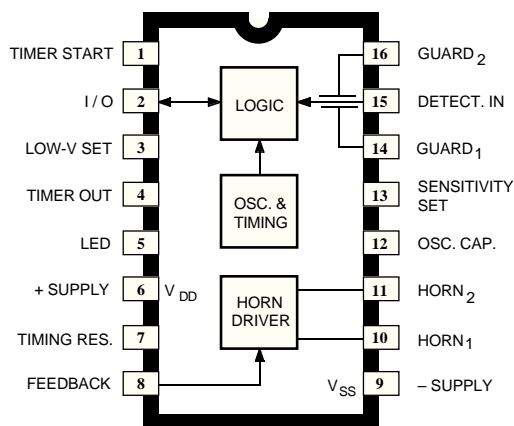 TIMER START 1
I / O 2
LOW-V SET 3
TIMER OUT 4
LED 5
+ SUPPLY 6 V DD
TIMING RES. 7
FEEDBACK 8
LOGIC
OSC. &
TIMING
HORN
DRIVER
16 GUARD2
15 DETECT. IN
14 GUARD1
13 SENSITIVITY
SET
12 OSC. CAP.
11 HORN2
10 HORN1
VSS 9 – SUPPLY